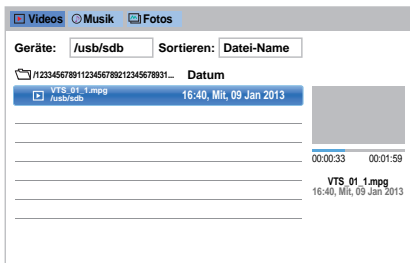 Videos Musik Fotos
Geräte: /usb/sdb Sortieren: Datei-Name
/12334567891123456789212345678931... Datum
VTS_01_1.mpg
/usb/sdb
16:40, Mit, 09 Jan 2013
00:00:33 00:01:59
VTS_01_1.mpg
16:40, Mit, 09 Jan 2013